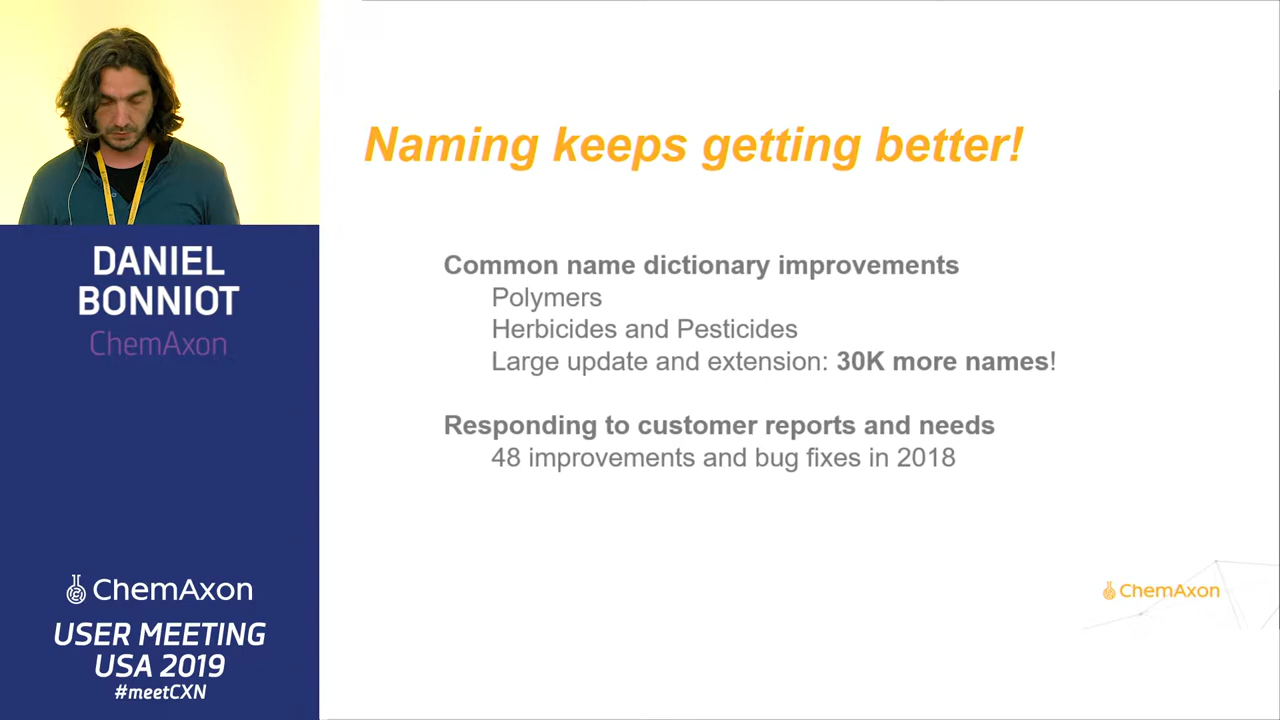 DANIEL
BONNIOT
ChemAxon
ChemAxon
USER MEETING
USA 2019
#meetCXN
Naming keeps getting better!
Common name dictionary improvements
Polymers
Herbicides and Pesticides
Large update and extension: 30K more names!
Responding to customer reports and needs
48 improvements and bug fixes in 2018
ChemAxon